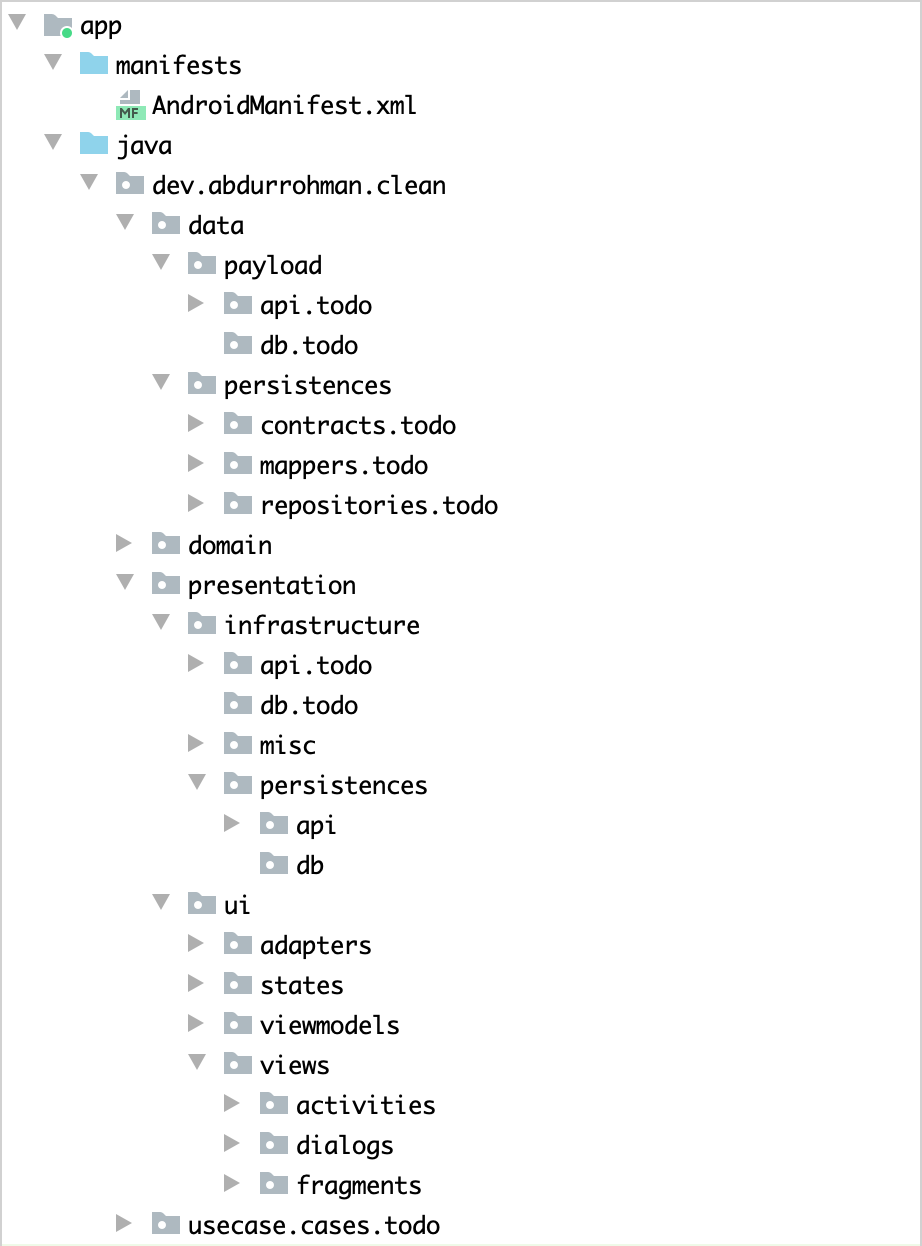 app
manifests
MF AndroidManifest.xml
java
dev.abdurrohman.clean
data
payload
api.todo
db.todo
persistences
contracts.todo
mappers.todo
repositories.todo
domain
presentation
infrastructure
api.todo
db.todo
misc
persistences
api
db
ui
adapters
states
viewmodels
views
activities
dialogs
fragments
usecase.cases.todo